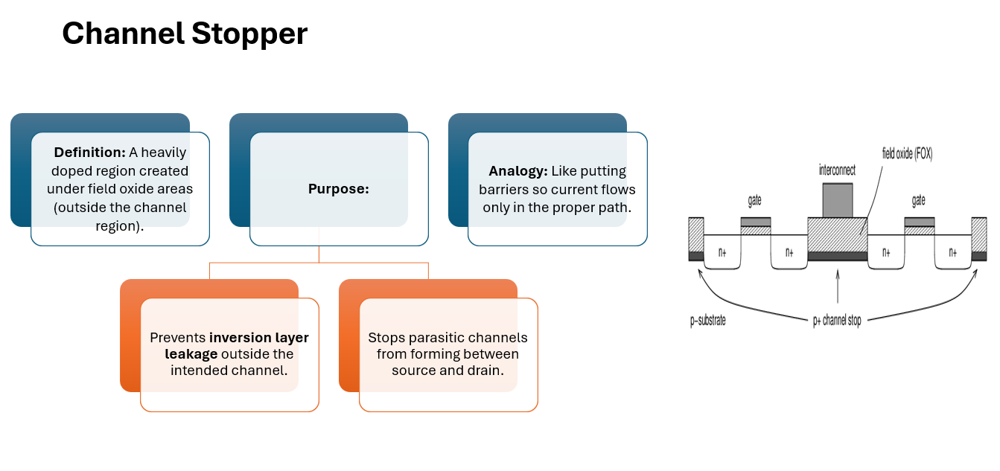 Channel Stopper
Definition: A heavily
doped region created
under field oxide areas
(outside the channel
region).
Purpose:
Analogy: Like putting
barriers so current flows
only in the proper path.
Prevents inversion layer
leakage outside the
intended channel.
Stops parasitic channels
from forming between
source and drain.
field oxide (FOX)
interconnect
gate
gate
n+
n+
n+
n+
p-substrate
p+ channel stop